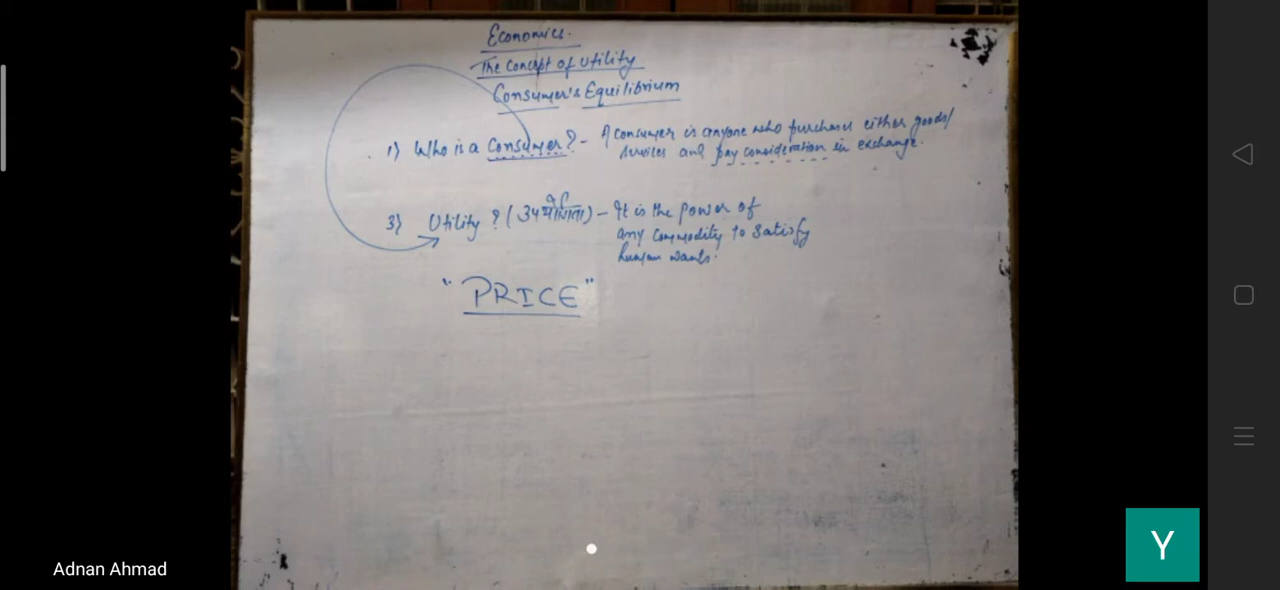 Economics.
The Concept of Utility
Consumer's Equilibrium
1) Who is a Consumer? - A consumer is anyone who purchases either goods/
services and pay consideration in exchange.
3) Utility ? ( ) - It is the power of
any commodity to satisfy
human wants.
"PRICE"
Adnan Ahmad
Y